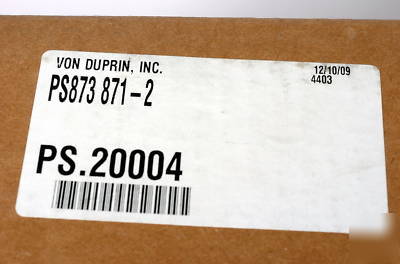 VON DUPRIN, INC.
12/10/09
4403
PS873 871-2
PS.20004